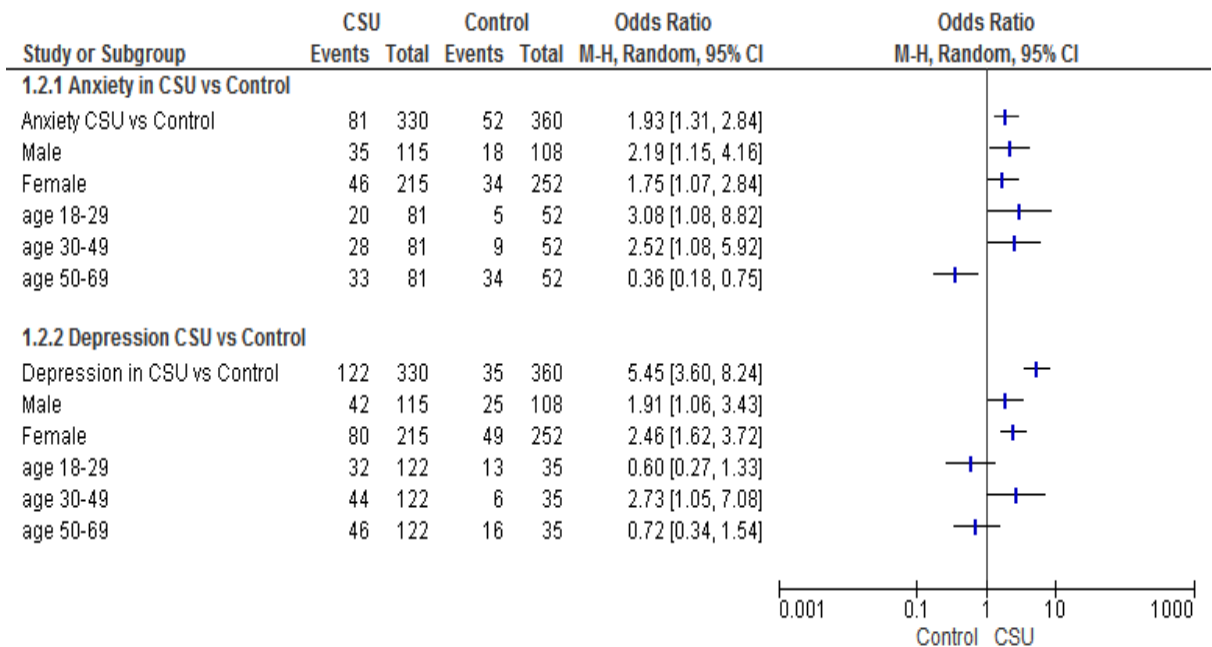 CSU Control Odds Ratio Odds Ratio
Study or Subgroup Events Total Events Total M-H, Random, 95% CI M-H, Random, 95% CI
1.2.1 Anxiety in CSU vs Control
Anxiety CSU vs Control 81 330 52 360 1.93 [1.31, 2.84]
Male 35 115 18 108 2.19 [1.15, 4.16]
Female 46 215 34 252 1.75 [1.07, 2.84]
age 18-29 20 81 5 52 3.08 [1.08, 8.82]
age 30-49 28 81 9 52 2.52 [1.08, 5.92]
age 50-69 33 81 34 52 0.36 [0.18, 0.75]
1.2.2 Depression CSU vs Control
Depression in CSU vs Control 122 330 35 360 5.45 [3.60, 8.24]
Male 42 115 25 108 1.91 [1.06, 3.43]
Female 80 215 49 252 2.46 [1.62, 3.72]
age 18-29 32 122 13 35 0.60 [0.27, 1.33]
age 30-49 44 122 6 35 2.73 [1.05, 7.08]
age 50-69 46 122 16 35 0.72 [0.34, 1.54]
0.001 0.1 1 10 1000
Control CSU